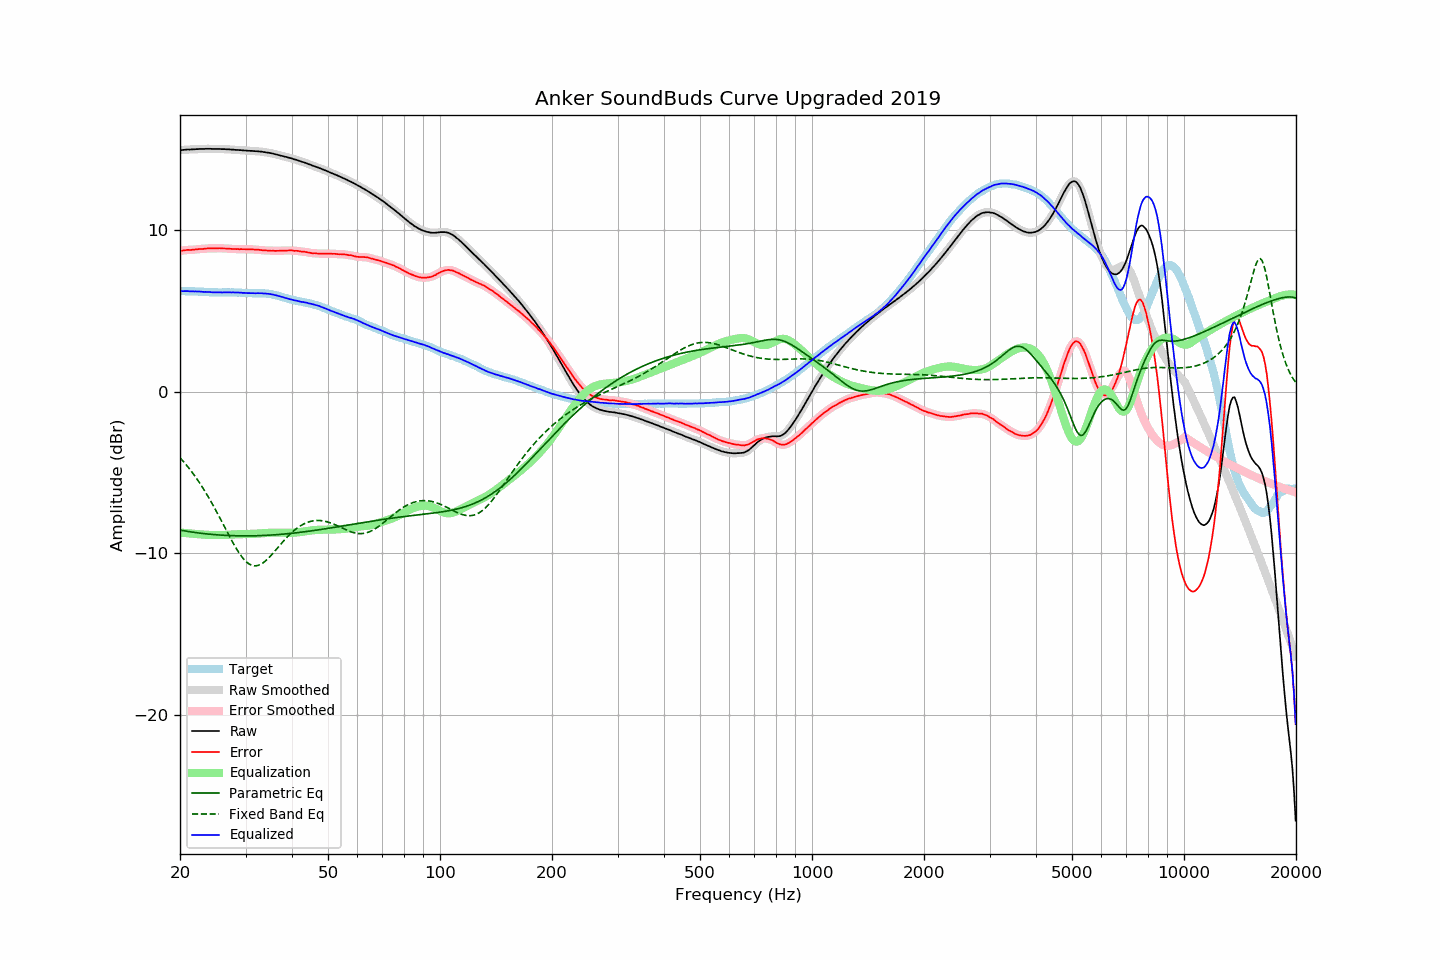 Anker SoundBuds Curve Upgraded 2019
Amplitude (dBr)
10
0
−10
−20
Target
Raw Smoothed
Error Smoothed
Raw
Error
Equalization
Parametric Eq
Fixed Band Eq
Equalized
20 50 100 200 500 1000 2000 5000 10000 20000
Frequency (Hz)